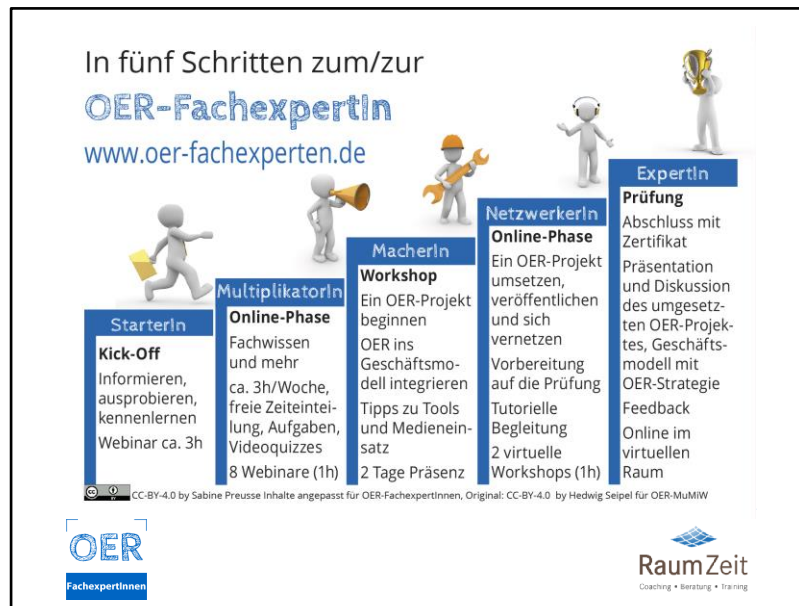 In fünf Schritten zum/zur
OER-FachexpertIn
www.oer-fachexperten.de
StarterIn
Kick-Off
Informieren,
ausprobieren,
kennenlernen
Webinar ca. 3h
MultiplikatorIn
Online-Phase
Fachwissen
und mehr
ca. 3h/Woche,
freie Zeiteintei-
lung, Aufgaben,
Videoquizzes
8 Webinare (1h)
MacherIn
Workshop
Ein OER-Projekt
beginnen
OER ins
Geschäftsmo-
dell integrieren
Tipps zu Tools
und Medienein-
satz
2 Tage Präsenz
NetzwerkerIn
Online-Phase
Ein OER-Projekt
umsetzen,
veröffentlichen
und sich
vernetzen
Vorbereitung
auf die Prüfung
Tutorielle
Begleitung
2 virtuelle
Workshops (1h)
ExpertIn
Prüfung
Abschluss mit
Zertifikat
Präsentation
und Diskussion
des umgesetz-
ten OER-Projek-
tes, Geschäfts-
modell mit
OER-Strategie
Feedback
Online im
virtuellen
Raum
cc BY CC-BY-4.0 by Sabine Preusse Inhalte angepasst für OER-FachexpertInnen, Original: CC-BY-4.0 by Hedwig Seipel für OER-MuMiW
OER
FachexpertInnen
RaumZeit
Coaching • Beratung • Training